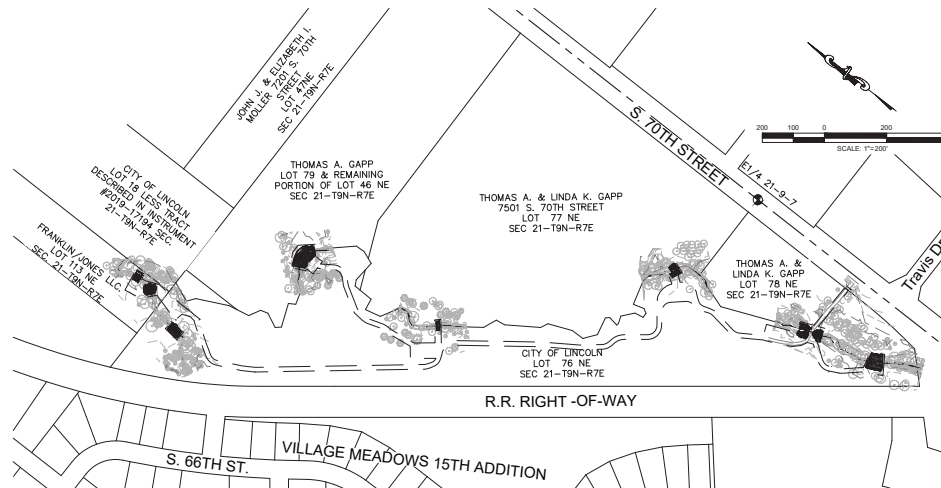 JOHN J. & ELIZABETH I.
MOLLER 7201 S. 70TH
STREET
LOT 47NE
SEC 21-T9N-R7E
CITY OF LINCOLN
LOT 18 LESS TRACT
DESCRIBED IN INSTRUMENT
#2019-17194 SEC.
21-T9N-R7E
FRANKLIN/JONES LLC.
LOT 113 NE
SEC. 21-T9N-R7E
THOMAS A. GAPP
LOT 79 & REMAINING
PORTION OF LOT 46 NE
SEC 21-T9N-R7E
THOMAS A. & LINDA K. GAPP
7501 S. 70TH STREET
LOT 77 NE
SEC 21-T9N-R7E
S. 70TH STREET
200 100 0 200
SCALE: 1"=200'
E1/4 21-9-7
THOMAS A. &
LINDA K. GAPP
LOT 78 NE
SEC 21-T9N-R7E
Travis D
CITY OF LINCOLN
LOT 76 NE
SEC 21-T9N-R7E
R.R. RIGHT -OF-WAY
S. 66TH ST.
VILLAGE MEADOWS 15TH ADDITION